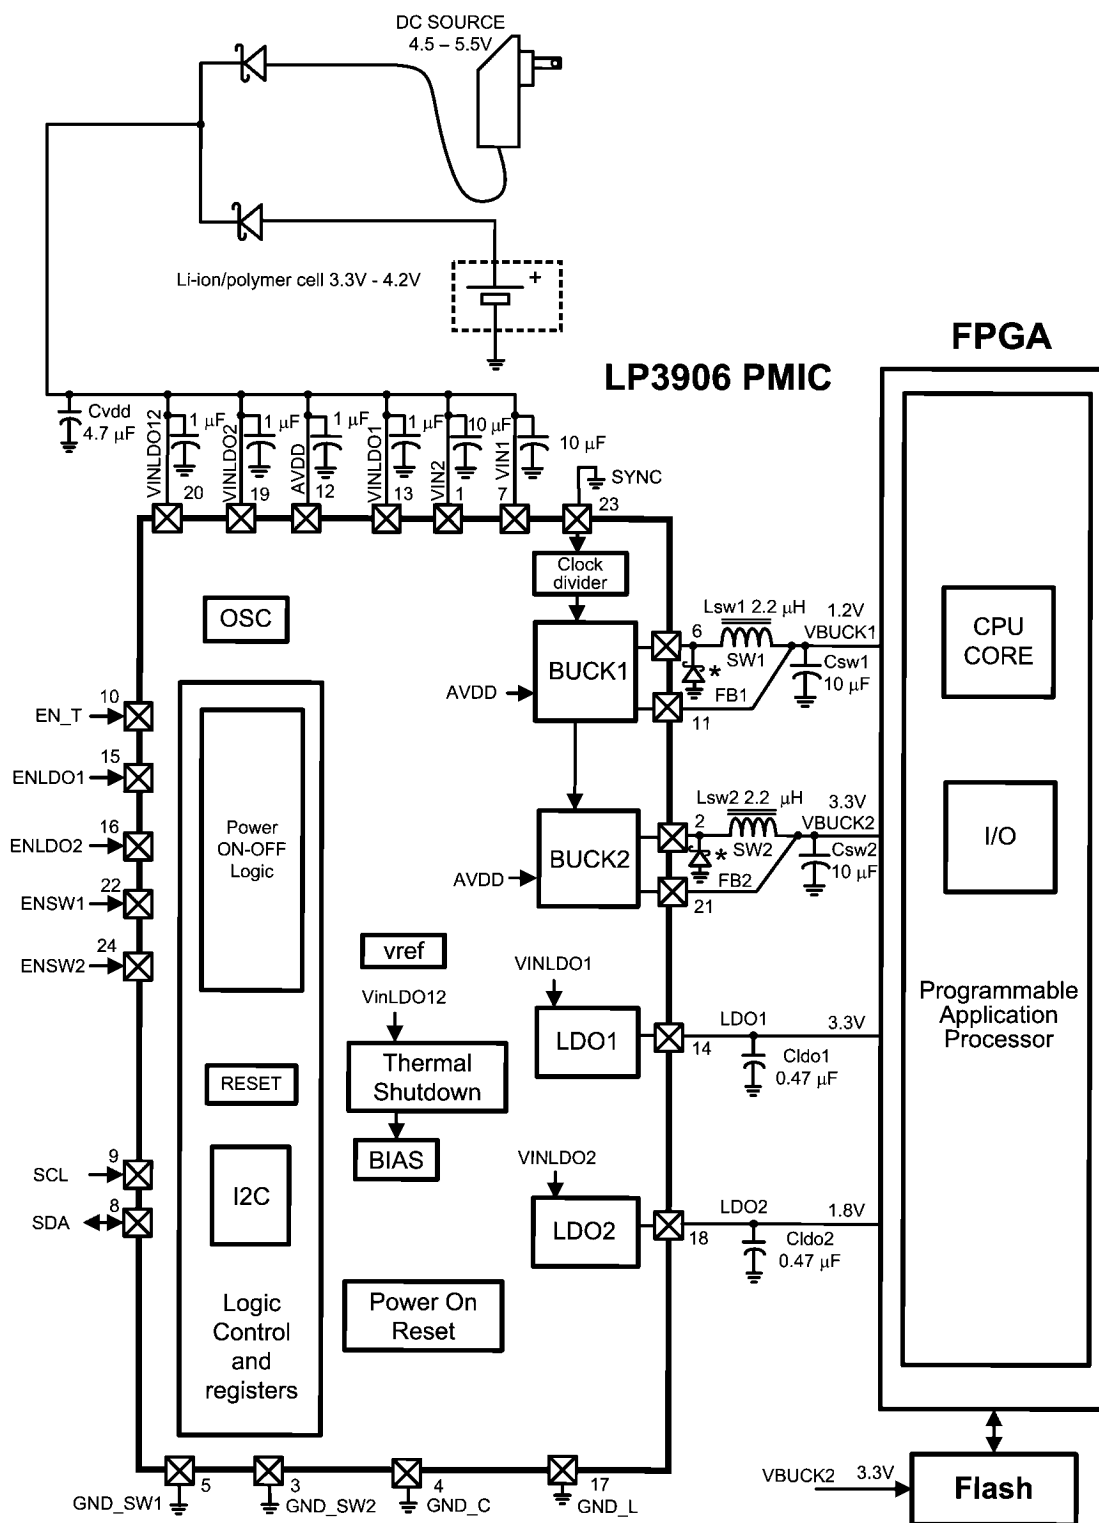 DC SOURCE
4.5 – 5.5V
Li-ion/polymer cell 3.3V - 4.2V
+
FPGA
LP3906 PMIC
Cvdd
4.7 µF
VINLDO12
1 µF
20
VINLDO2
1 µF
19
AVDD
1 µF
12
VINLDO1
1 µF
13
VIN2
10 µF
1
VIN1
10 µF
7
SYNC
23
Clock
divider
OSC
BUCK1
AVDD
6
Lsw1 2.2 µH
SW1
*
FB1
11
1.2V
VBUCK1
Csw1
10 µF
CPU
CORE
10
EN_T
15
ENLDO1
16
ENLDO2
22
ENSW1
24
ENSW2
Power
ON-OFF
Logic
BUCK2
AVDD
2
Lsw2 2.2 µH
SW2
*
FB2
21
3.3V
VBUCK2
Csw2
10 µF
I/O
vref
VinLDO12
Thermal
Shutdown
BIAS
VINLDO1
LDO1
14
LDO1
3.3V
Cldo1
0.47 µF
Programmable
Application
Processor
RESET
9
SCL
8
SDA
I2C
VINLDO2
LDO2
18
LDO2
1.8V
Cldo2
0.47 µF
Power On
Reset
Logic
Control
and
registers
5
GND_SW1
3
GND_SW2
4
GND_C
17
GND_L
VBUCK2
3.3V
Flash